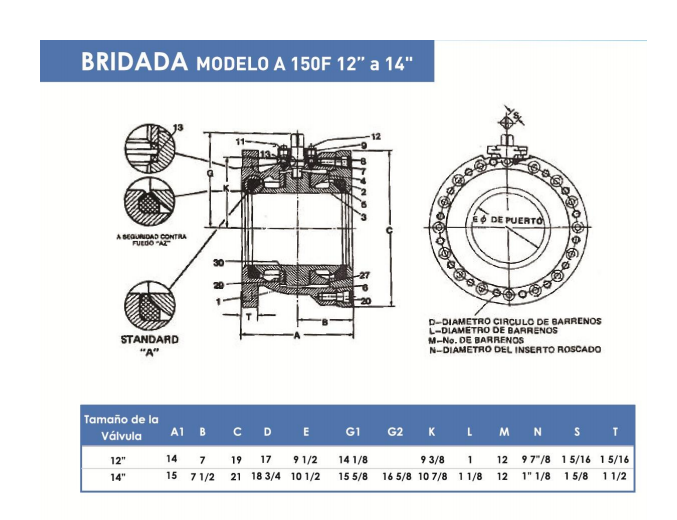 BRIDADA MODELO A 150F 12” a 14"
13
11
12
9
13
8
7
4
2
5
3
G
K
C
S
E ϕ DE PUERTO
A SEGURIDAD CONTRA
FUEGO "AZ"
30
29
1
27
6
20
T
B
A
STANDARD
"A"
D–DIAMETRO CIRCULO DE BARRENOS
L–DIAMETRO DE BARRENOS
M–No. DE BARRENOS
N–DIAMETRO DEL INSERTO ROSCADO
Tamaño de la Válvula A1 B C D E G1 G2 K L M N S T
12" 14 7 19 17 9 1/2 14 1/8 9 3/8 1 12 9 7"/8 1 5/16 1 5/16
14" 15 7 1/2 21 18 3/4 10 1/2 15 5/8 16 5/8 10 7/8 1 1/8 12 1" 1/8 1 5/8 1 1/2